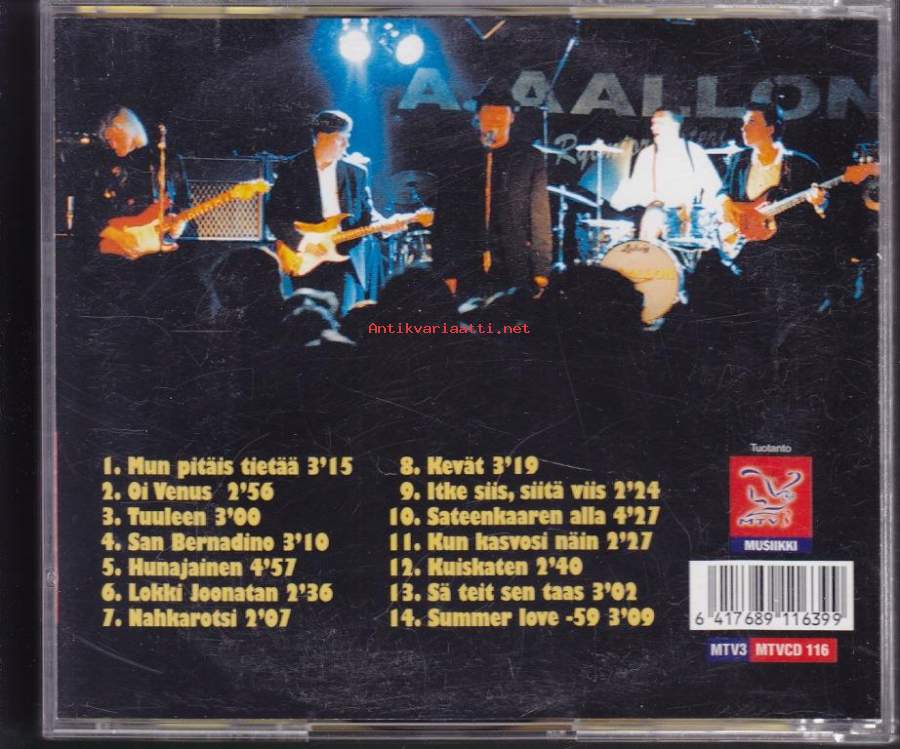 A. AALLON
Ludwig
AALLON
Antikvariaatti.net
1. Mun pitäis tietää 3'15
2. Oi Venus 2'56
3. Tuuleen 3'00
4. San Bernadino 3'10
5. Hunajainen 4'57
6. Lokki Joonatan 2'36
7. Nahkarotsi 2'07
8. Kevät 3'19
9. Itke siis, siitä viis 2'24
10. Sateenkaaren alla 4'27
11. Kun kasvosi näin 2'27
12. Kuiskaten 2'40
13. Sä teit sen taas 3'02
14. Summer love -59 3'09
Tuotanto
MTV3
MUSIIKKI
6 417689 116399
MTV3 MTVCD 116